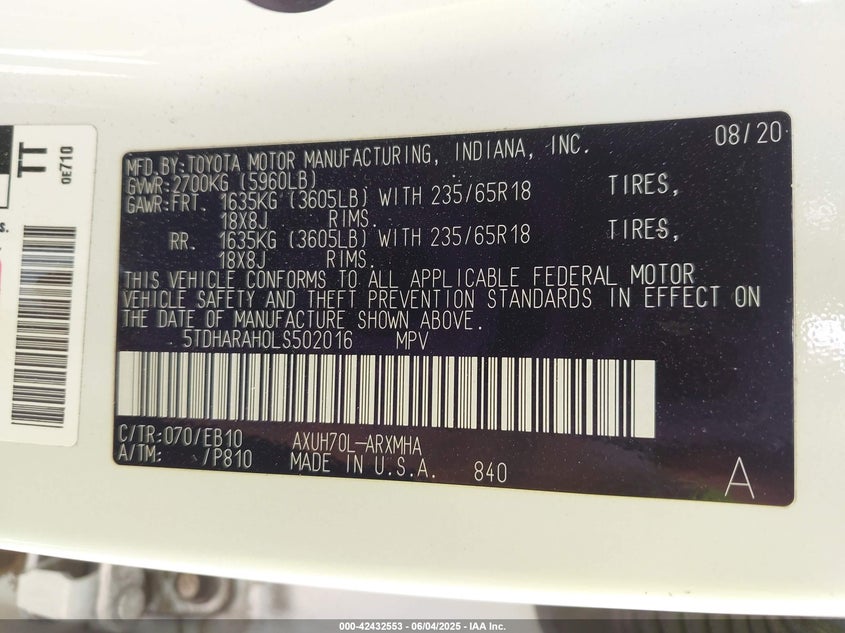 TT
OE710
s.
08/20
MFD.BY:TOYOTA MOTOR MANUFACTURING, INDIANA, INC.
GVWR:2700KG (5960LB)
GAWR:FRT. 1635KG (3605LB) WITH 235/65R18 TIRES,
18X8J RIMS.
RR. 1635KG (3605LB) WITH 235/65R18 TIRES,
18X8J RIMS.
THIS VEHICLE CONFORMS TO ALL APPLICABLE FEDERAL MOTOR
VEHICLE SAFETY AND THEFT PREVENTION STANDARDS IN EFFECT ON
THE DATE OF MANUFACTURE SHOWN ABOVE.
5TDHARAH0LS502016 MPV
C/TR:070/EB10 AXUH70L-ARXMHA
A/TM: /P810 MADE IN U.S.A. 840
A
000-42432553 - 06/04/2025 - IAA Inc.